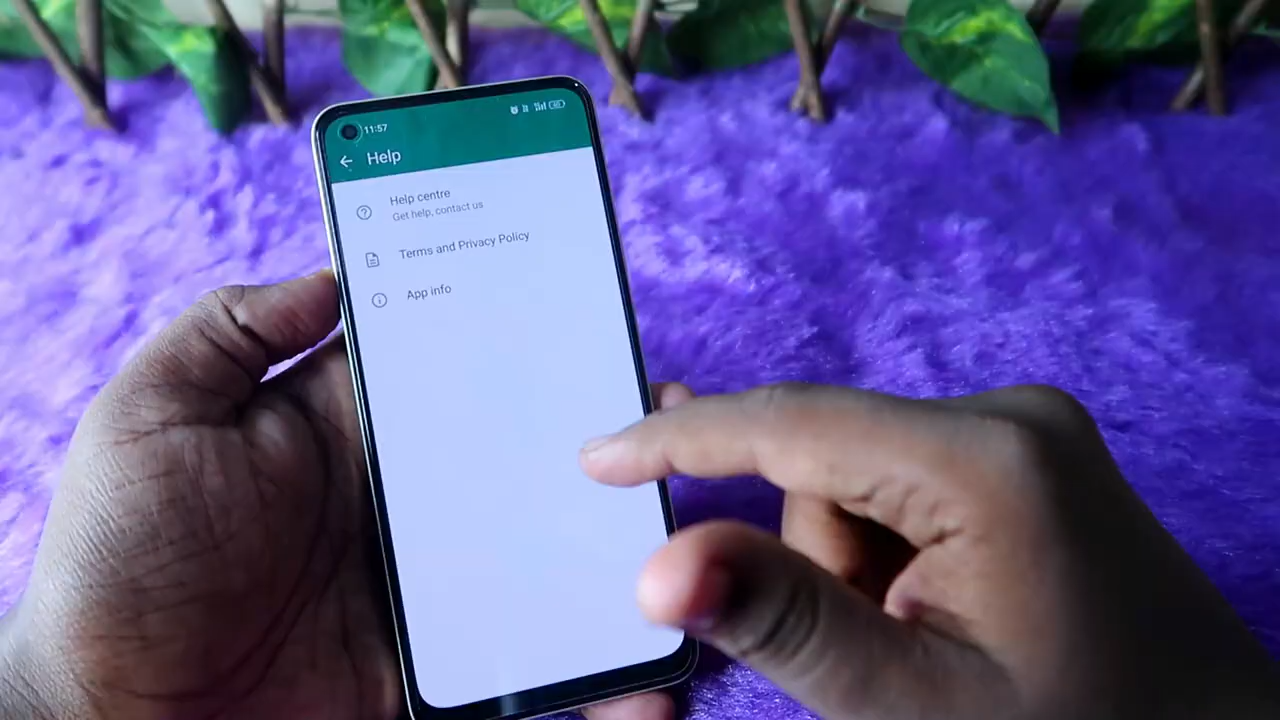 11:57
Help
Help centre
Get help, contact us
Terms and Privacy Policy
App info